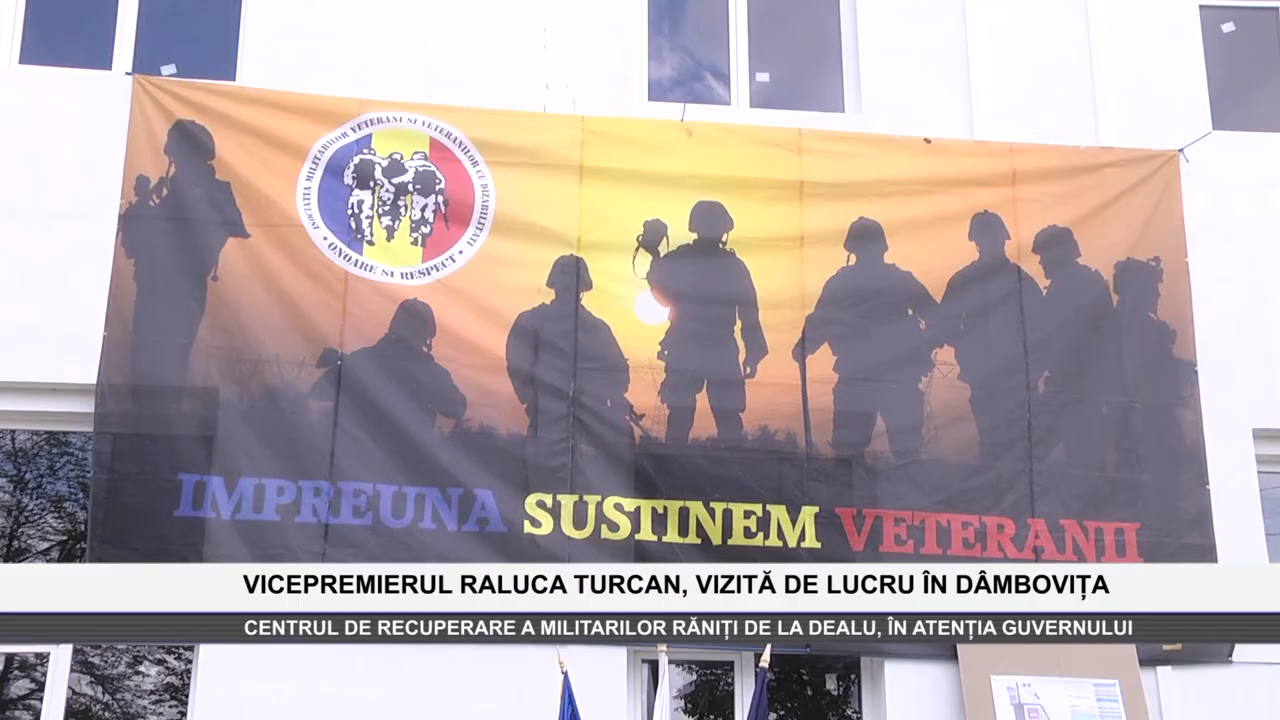 ASOCIATIA MILITARILOR VETERANI SI VETERANILOR CU DIZABILITATI
• ONOARE SI RESPECT •
IMPREUNA SUSTINEM VETERANII
VICEPREMIERUL RALUCA TURCAN, VIZITĂ DE LUCRU ÎN DÂMBOVIȚA
CENTRUL DE RECUPERARE A MILITARILOR RĂNIȚI DE LA DEALU, ÎN ATENȚIA GUVERNULUI